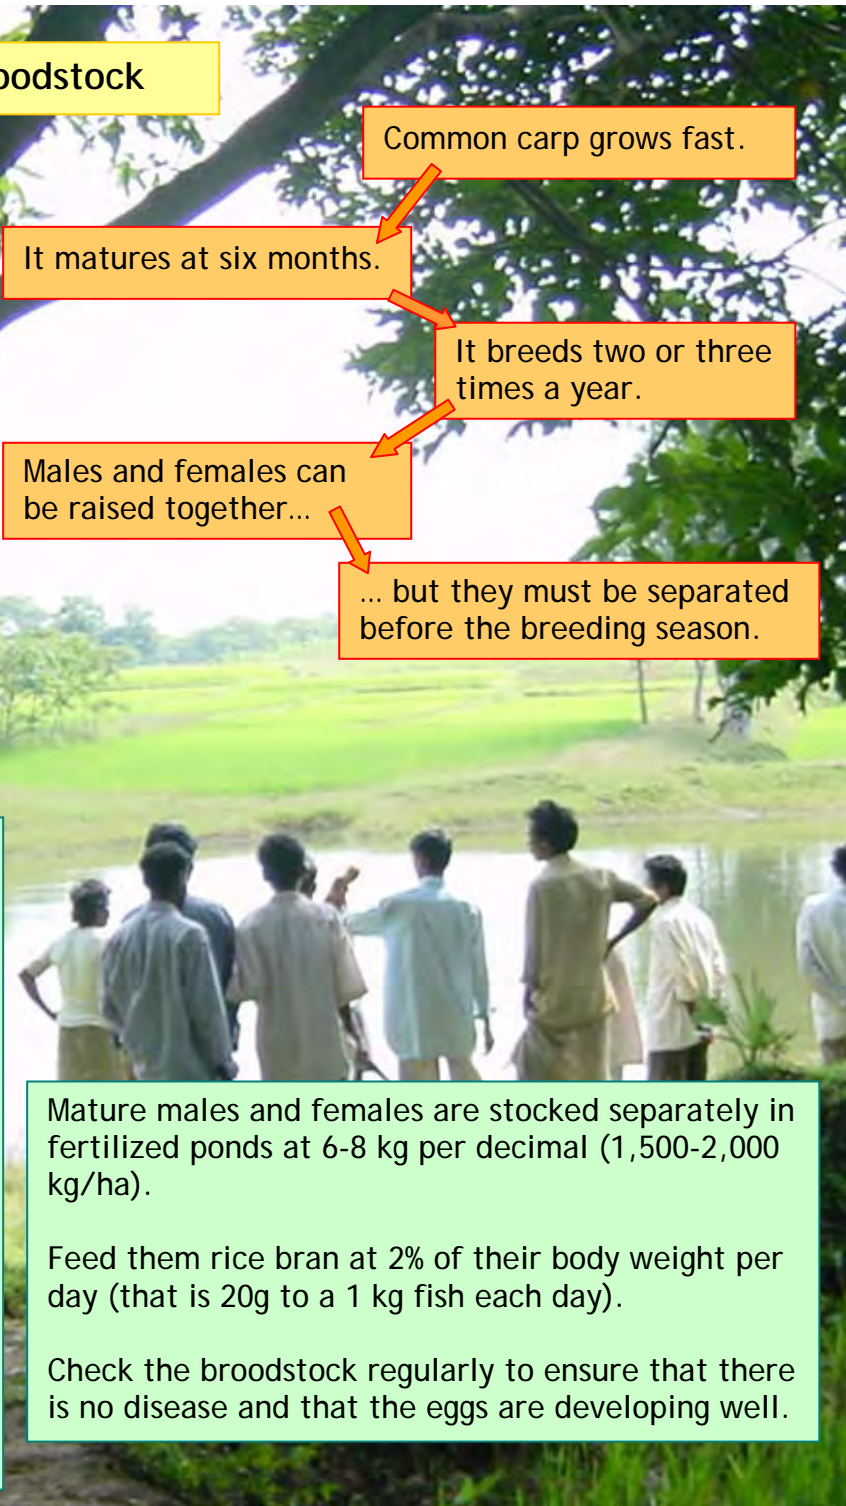 Common carp grows fast.
It matures at six months.
It breeds two or three
times a year.
Males and females can
be raised together...
... but they must be separated
before the breeding season.
Mature males and females are stocked separately in
fertilized ponds at 6-8 kg per decimal (1,500-2,000
kg/ha).
Feed them rice bran at 2% of their body weight per
day (that is 20g to a 1 kg fish each day).
Check the broodstock regularly to ensure that there
is no disease and that the eggs are developing well.